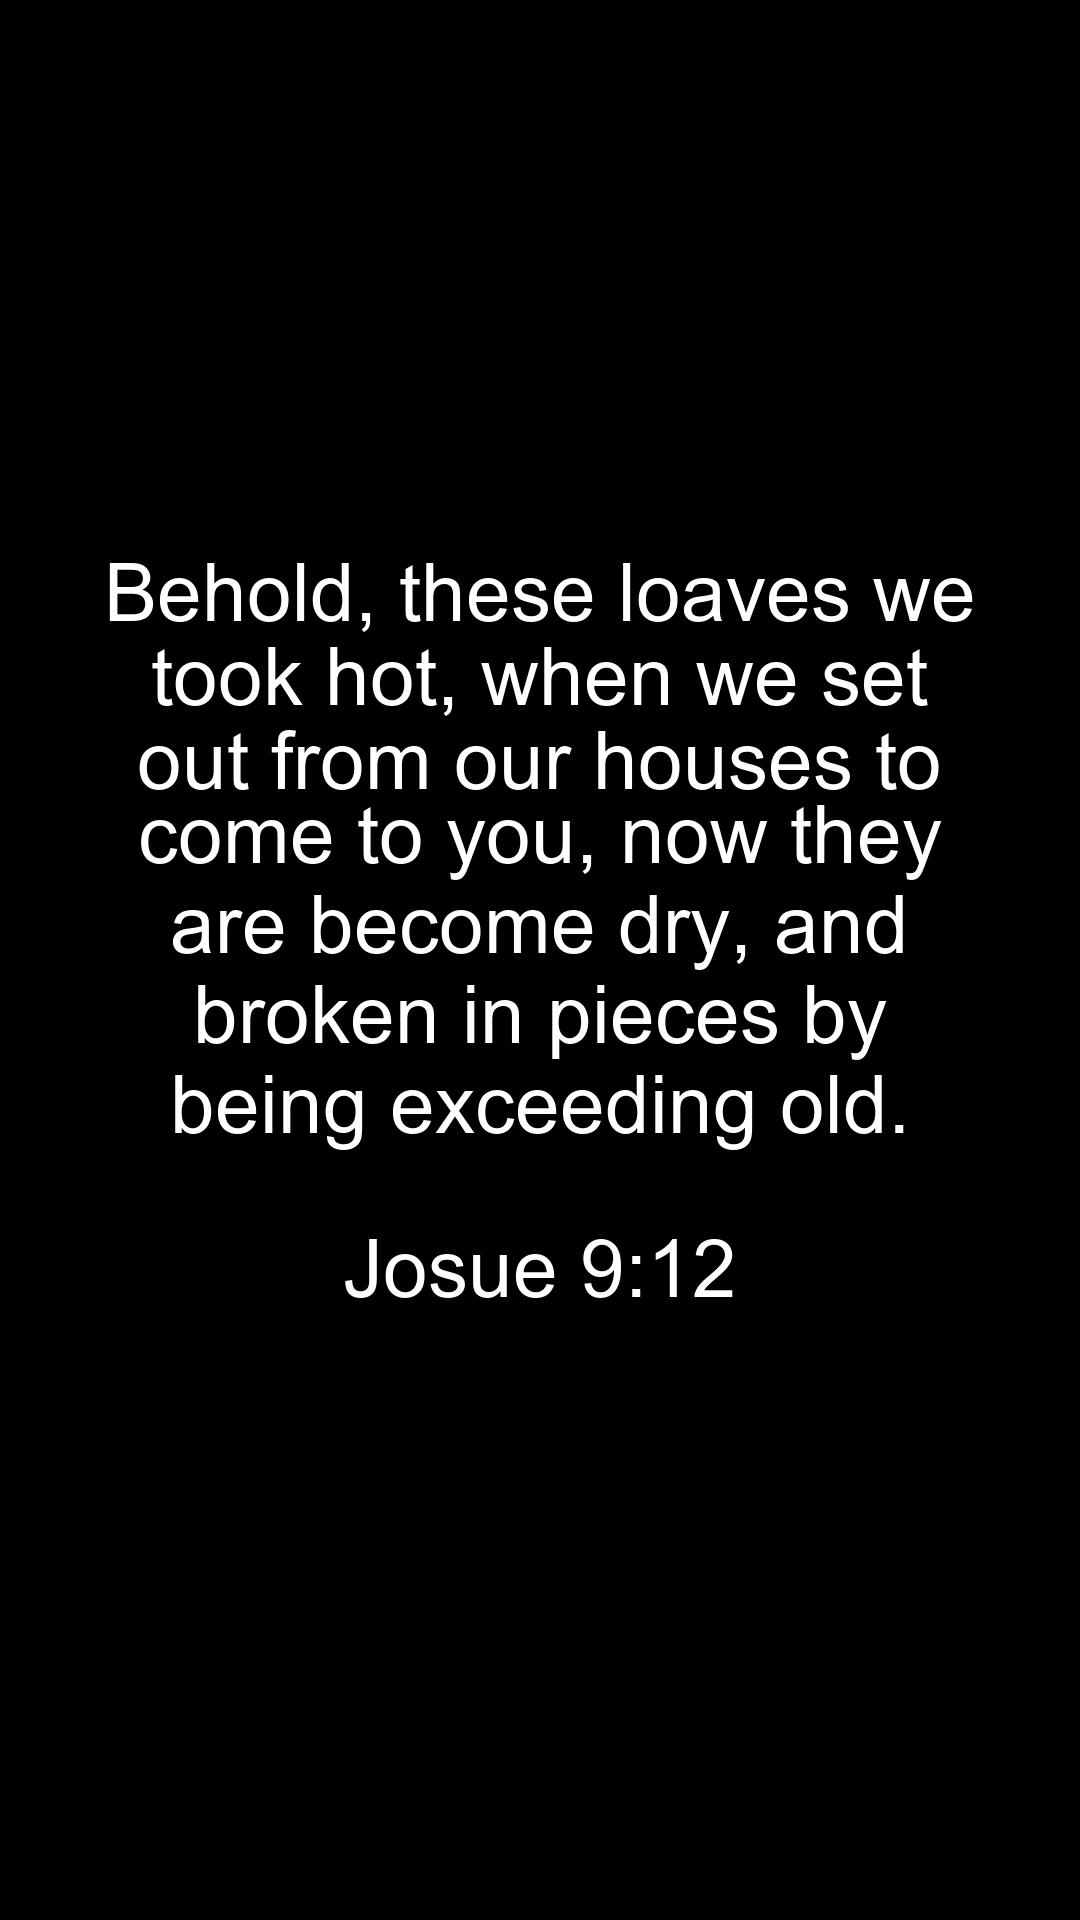 Behold, these loaves we
took hot, when we set
out from our houses to
come to you, now they
are become dry, and
broken in pieces by
being exceeding old.
Josue 9:12